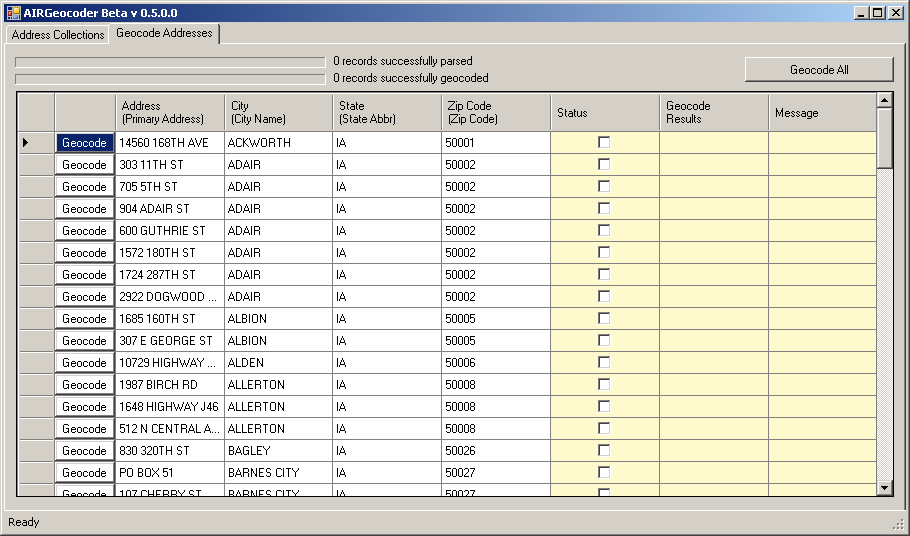 AIRGeocoder Beta v 0.5.0.0
Address Collections Geocode Addresses
0 records successfully parsed
0 records successfully geocoded
Geocode All
Address (Primary Address) City (City Name) State (State Abbr) Zip Code (Zip Code) Status Geocode Results Message
Geocode 14560 168TH AVE ACKWORTH IA 50001
Geocode 303 11TH ST ADAIR IA 50002
Geocode 705 5TH ST ADAIR IA 50002
Geocode 904 ADAIR ST ADAIR IA 50002
Geocode 600 GUTHRIE ST ADAIR IA 50002
Geocode 1572 180TH ST ADAIR IA 50002
Geocode 1724 287TH ST ADAIR IA 50002
Geocode 2922 DOGWOOD ... ADAIR IA 50002
Geocode 1685 160TH ST ALBION IA 50005
Geocode 307 E GEORGE ST ALBION IA 50005
Geocode 10729 HIGHWAY ... ALDEN IA 50006
Geocode 1987 BIRCH RD ALLERTON IA 50008
Geocode 1648 HIGHWAY J46 ALLERTON IA 50008
Geocode 512 N CENTRAL A... ALLERTON IA 50008
Geocode 830 320TH ST BAGLEY IA 50026
Geocode PO BOX 51 BARNES CITY IA 50027
Geocode 107 CHERRY ST BARNES CITY IA 50027
Ready